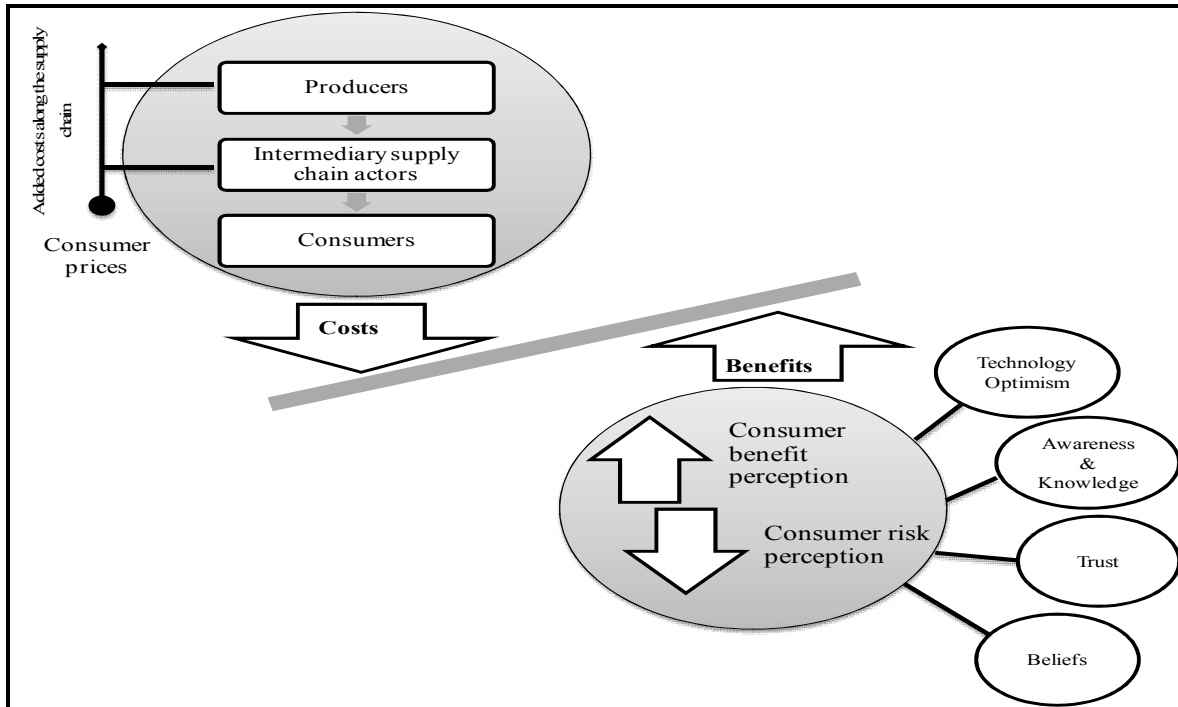 Added costs along the supply
chain
Producers
Intermediary supply
chain actors
Consumers
Consumer
prices
Costs
Benefits
Consumer
benefit
perception
Consumer risk
perception
Technology
Optimism
Awareness
&
Knowledge
Trust
Beliefs